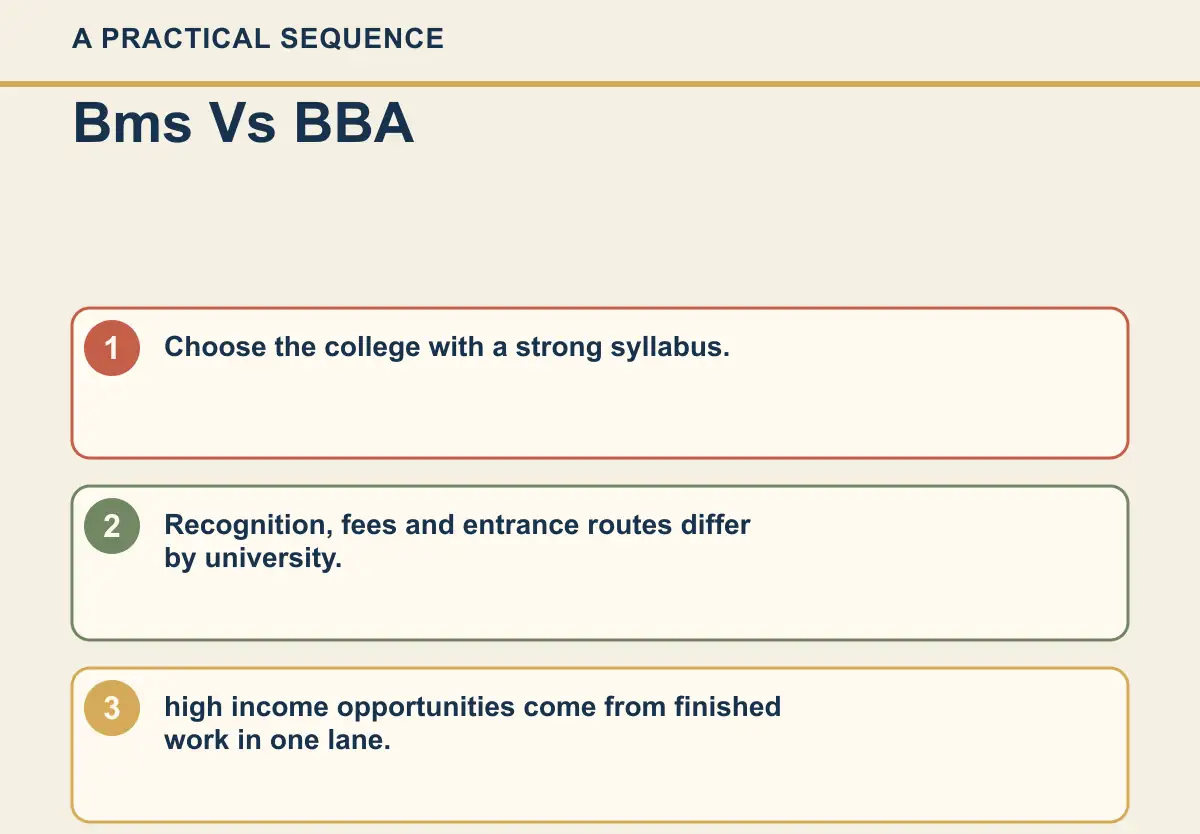 A PRACTICAL SEQUENCE
Bms Vs BBA
1
Choose the college with a strong syllabus.
2
Recognition, fees and entrance routes differ
by university.
3
high income opportunities come from finished
work in one lane.